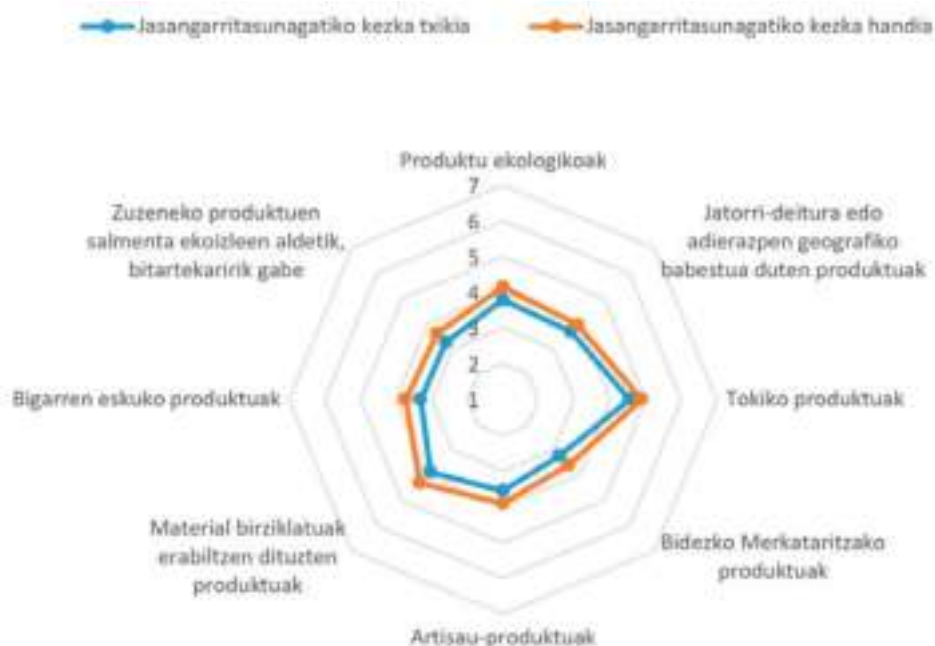 Jasangarritasunagatiko kezka txikia
Jasangarritasunagatiko kezka handia
Produktu ekologikoak
Jatorri-deitura edo
adierazpen geografiko
babestua duten produktuak
Tokiko produktuak
Bidezko Merkataritzako
produktuak
Artisau-produktuak
Material birziklatuak
erabiltzen dituzten
produktuak
Bigarren eskuko produktuak
Zuzeneko produktuen
salmenta ekoizleen aldetik,
bitartekaririk gabe
7
6
5
4
3
2
1